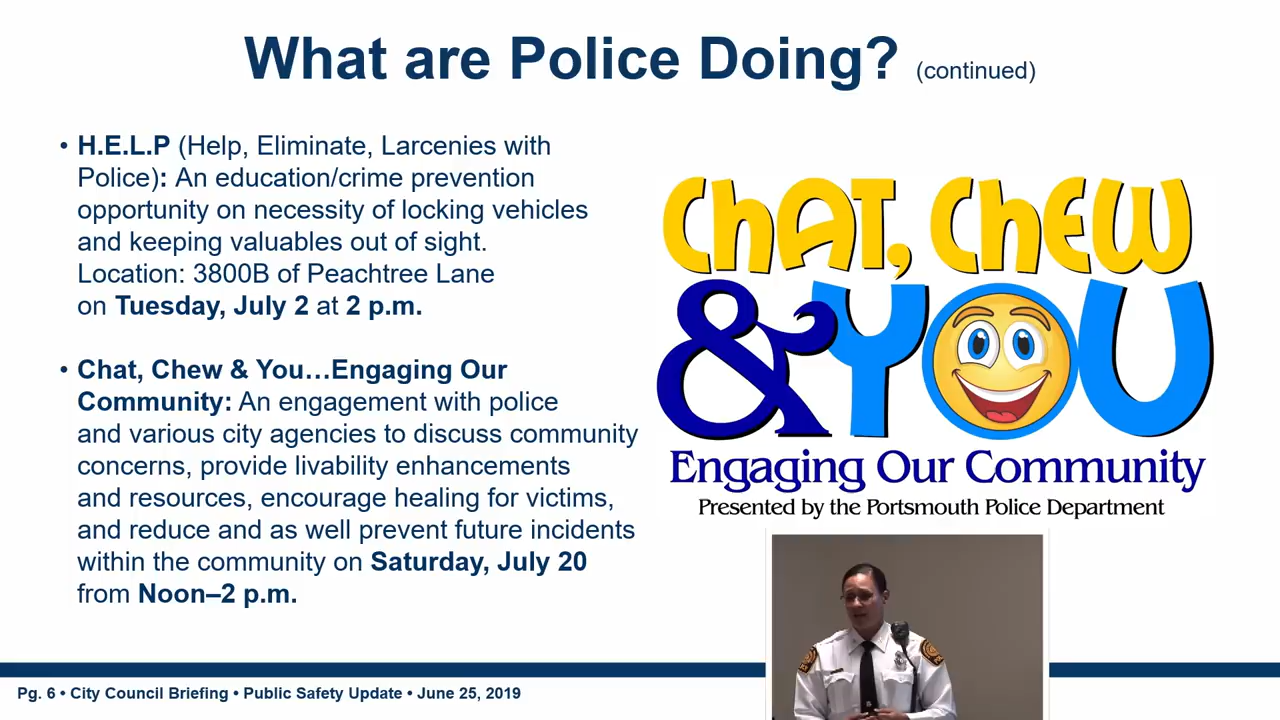 What are Police Doing? (continued)
• H.E.L.P (Help, Eliminate, Larcenies with
Police): An education/crime prevention
opportunity on necessity of locking vehicles
and keeping valuables out of sight.
Location: 3800B of Peachtree Lane
on Tuesday, July 2 at 2 p.m.
• Chat, Chew & You…Engaging Our
Community: An engagement with police
and various city agencies to discuss community
concerns, provide livability enhancements
and resources, encourage healing for victims,
and reduce and as well prevent future incidents
within the community on Saturday, July 20
from Noon–2 p.m.
ChAT, ChEW
& YOU
Engaging Our Community
Presented by the Portsmouth Police Department
Pg. 6 • City Council Briefing • Public Safety Update • June 25, 2019